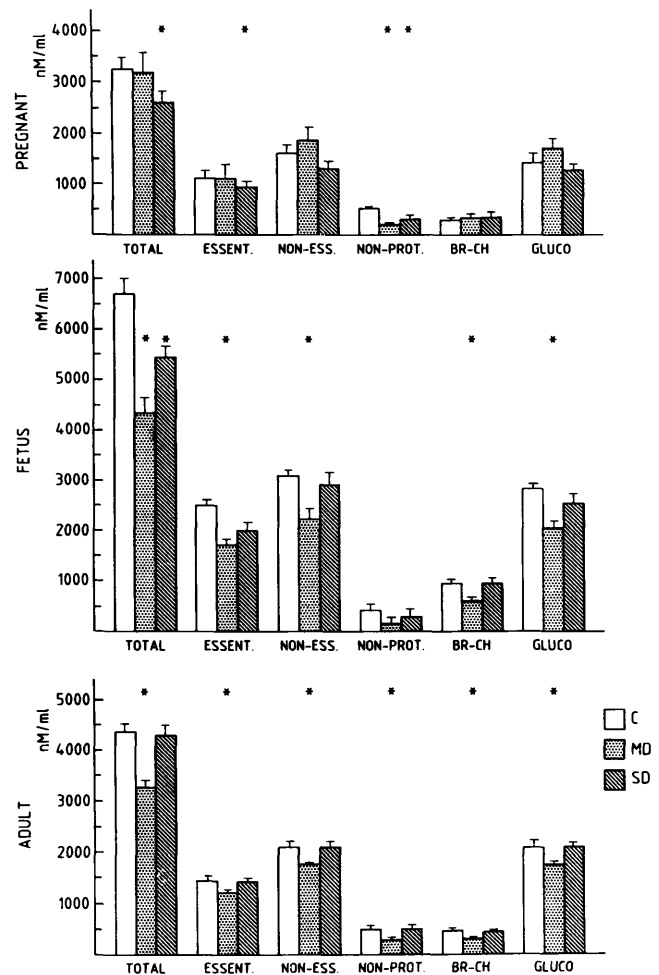 4000
nM/ml
3000
2000
1000
PREGNANT
* * * *
TOTAL ESSENT. NON-ESS. NON-PROT. BR-CH GLUCO
7000
nM/ml
6000
5000
4000
3000
2000
1000
FETUS
* * * * * *
TOTAL ESSENT. NON-ESS. NON-PROT. BR-CH GLUCO
5000
nM/ml
4000
3000
2000
1000
ADULT
* * * * * *
C
MD
SD
TOTAL ESSENT. NON-ESS. NON-PROT. BR-CH GLUCO